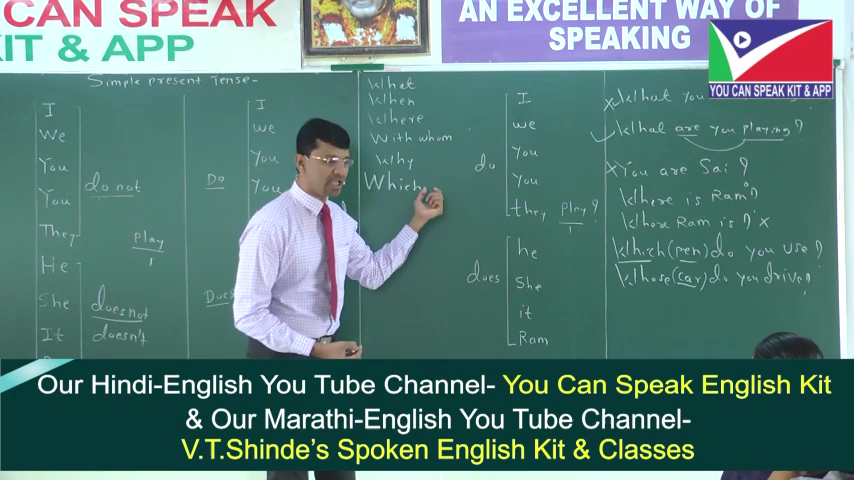 CAN SPEAK
KIT & APP
AN EXCELLENT WAY OF
SPEAKING
YOU CAN SPEAK KIT & APP
Simple present Tense-
I
We
You
You
They
He
She
It
do not
does not
doesn't
play
Do
Does
I
we
you
you
What
When
Where
With whom
Why
Which
do
I
we
you
you
they
play?
does
he
She
it
Ram
x What you
✓ What are you playing?
x You are Sai ?
Where is Ram?
Where Ram is ? x
Which (pen) do you use ?
Whose (car) do you drive?
Our Hindi-English You Tube Channel- You Can Speak English Kit
& Our Marathi-English You Tube Channel-
V.T.Shinde's Spoken English Kit & Classes